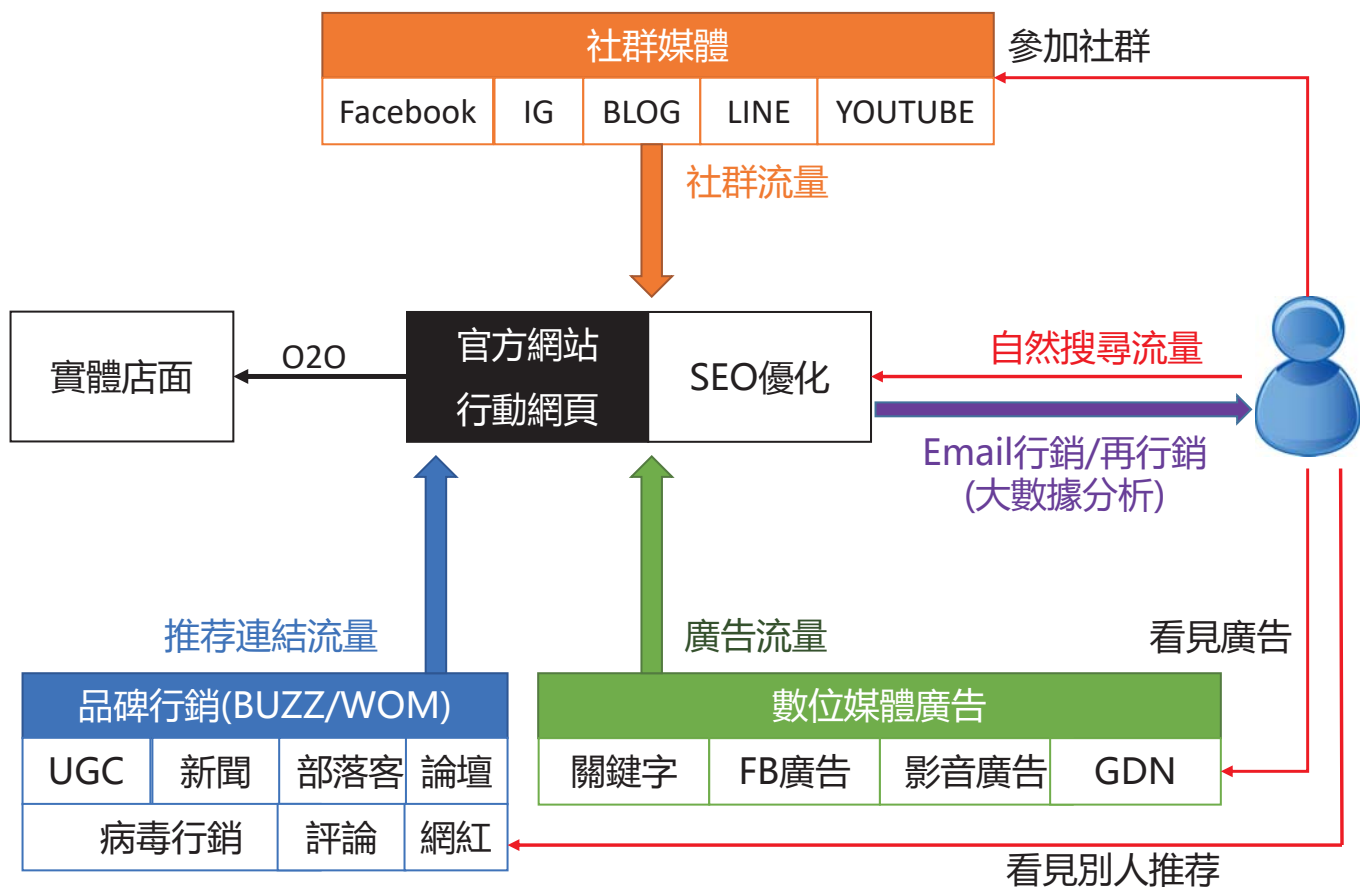 社群媒體
參加社群
Facebook IG BLOG LINE YOUTUBE
社群流量
實體店面
O2O
官方網站
行動網頁
SEO優化
自然搜尋流量
Email行銷/再行銷
(大數據分析)
推荐連結流量
廣告流量
看見廣告
品碑行銷(BUZZ/WOM)
UGC 新聞 部落客 論壇
病毒行銷 評論 網紅
數位媒體廣告
關鍵字 FB廣告 影音廣告 GDN
看見別人推荐